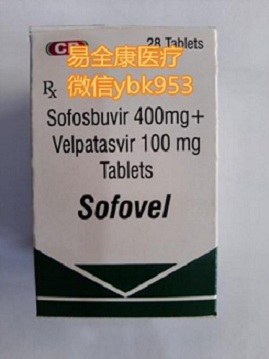 28 Tablets
易全康医疗
Rx
微信ybk953
Sofosbuvir 400mg+
Velpatasvir 100 mg
Tablets
Sofovel